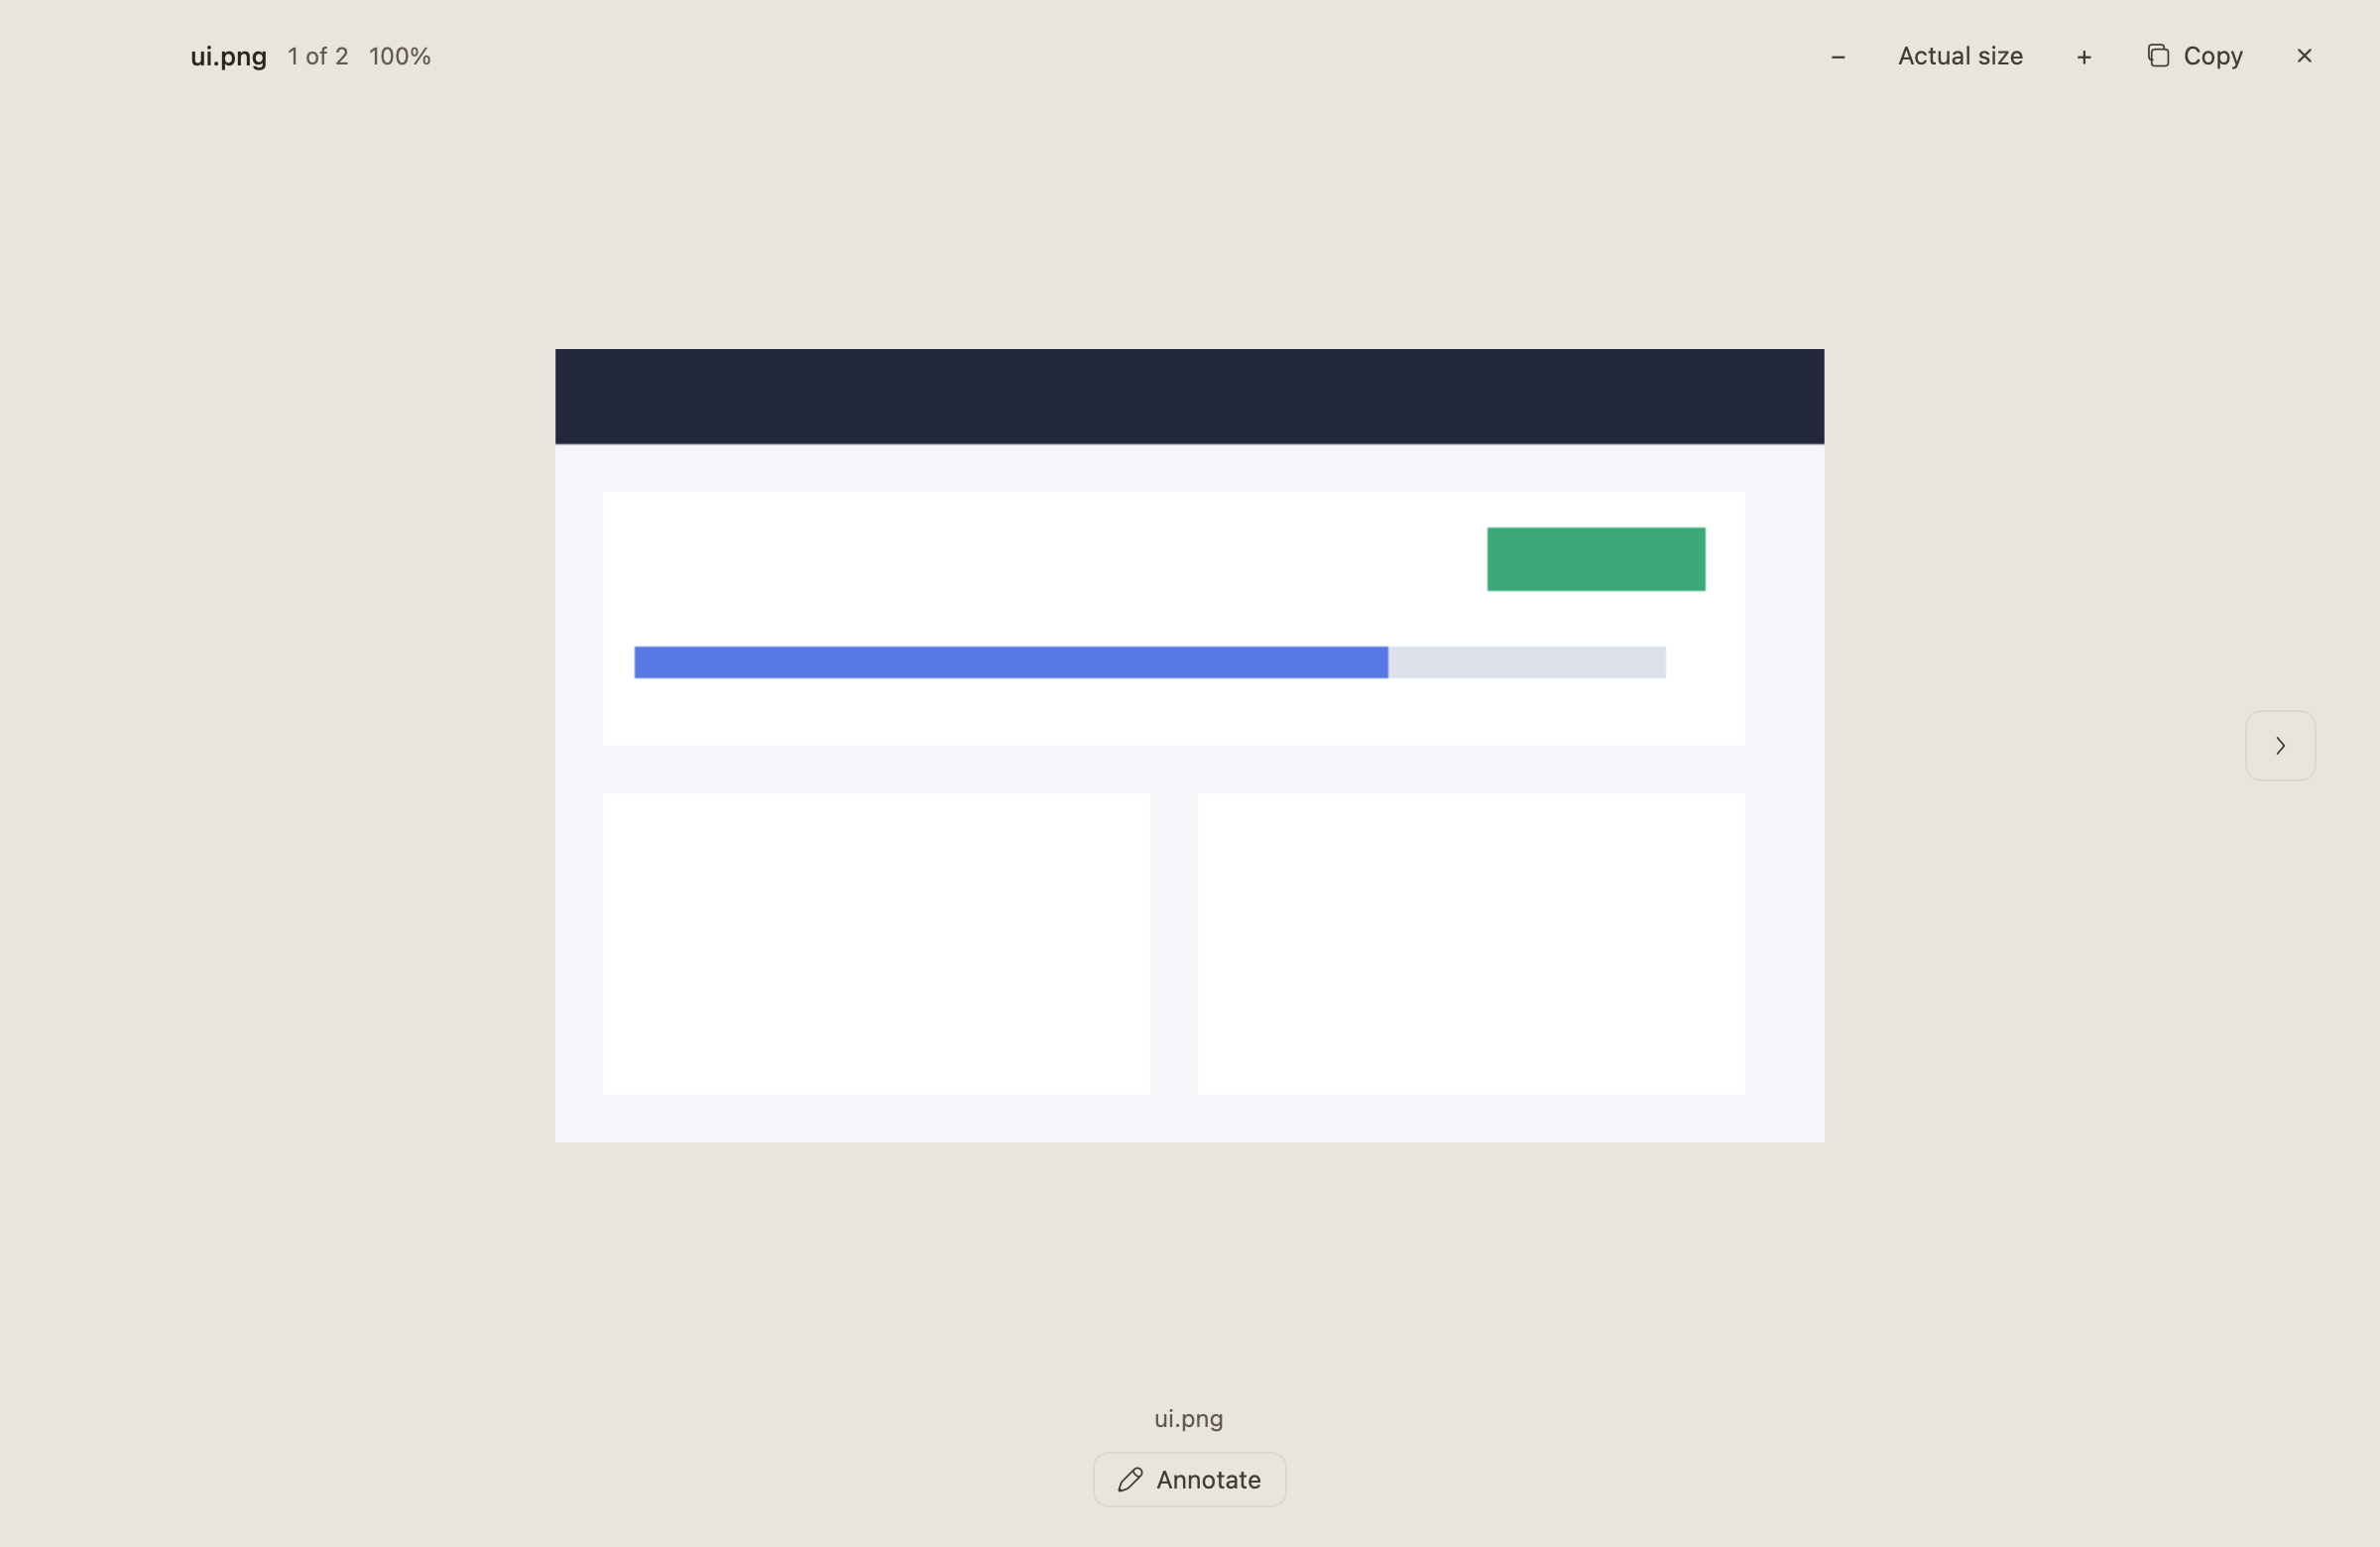 ui.png 1 of 2 100% − Actual size + Copy ×
ui.png
Annotate